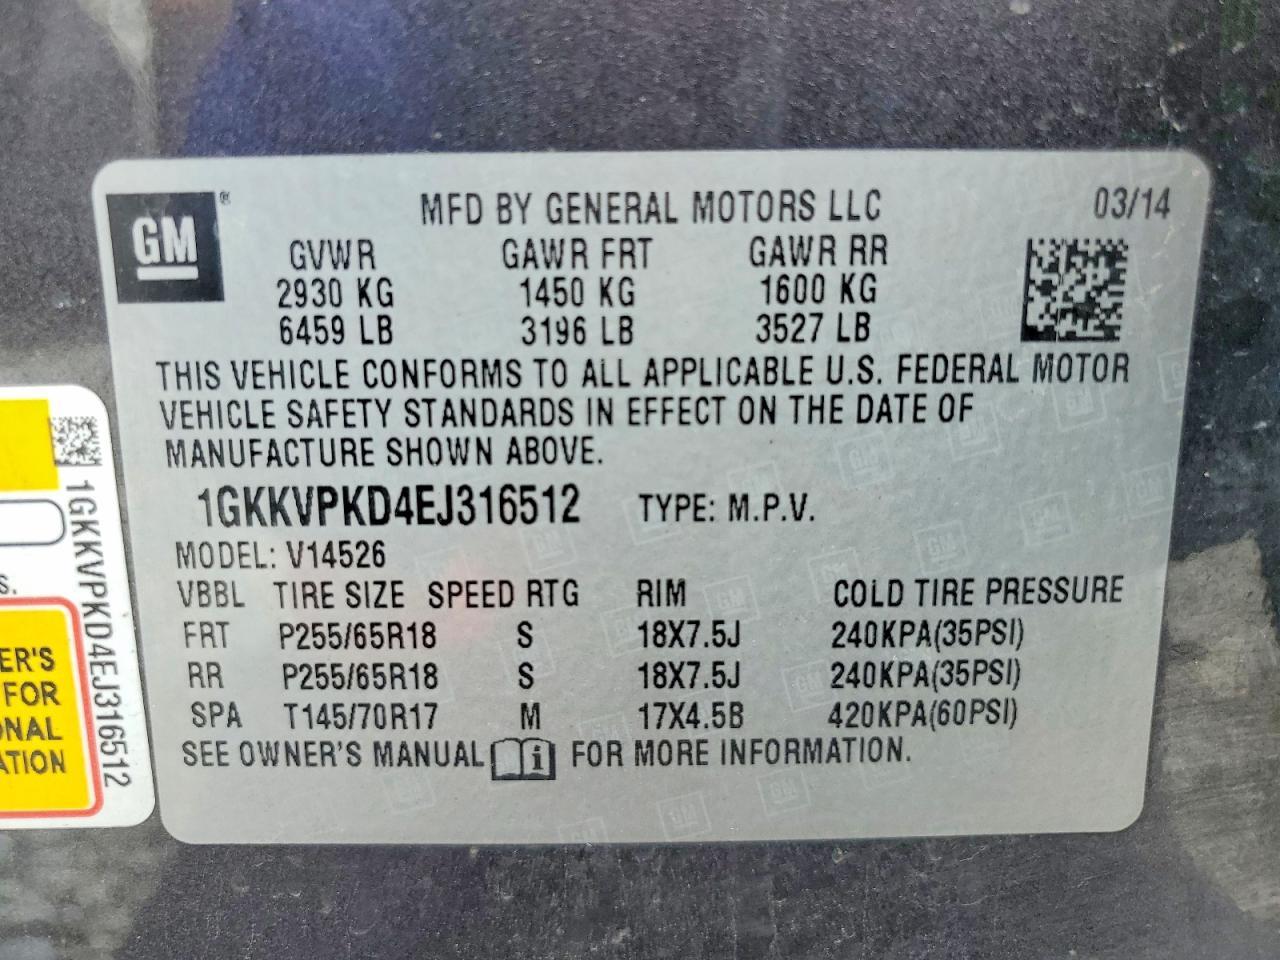 GM ®
MFD BY GENERAL MOTORS LLC 03/14
GVWR GAWR FRT GAWR RR
2930 KG 1450 KG 1600 KG
6459 LB 3196 LB 3527 LB
THIS VEHICLE CONFORMS TO ALL APPLICABLE U.S. FEDERAL MOTOR
VEHICLE SAFETY STANDARDS IN EFFECT ON THE DATE OF
MANUFACTURE SHOWN ABOVE.
1GKKVPKD4EJ316512 TYPE: M.P.V.
MODEL: V14526
VBBL TIRE SIZE SPEED RTG RIM COLD TIRE PRESSURE
FRT P255/65R18 S 18X7.5J 240KPA(35PSI)
RR P255/65R18 S 18X7.5J 240KPA(35PSI)
SPA T145/70R17 M 17X4.5B 420KPA(60PSI)
SEE OWNER'S MANUAL i FOR MORE INFORMATION.
1GKKVPKD4EJ316512
S.
ER'S
FOR
ONAL
ATION